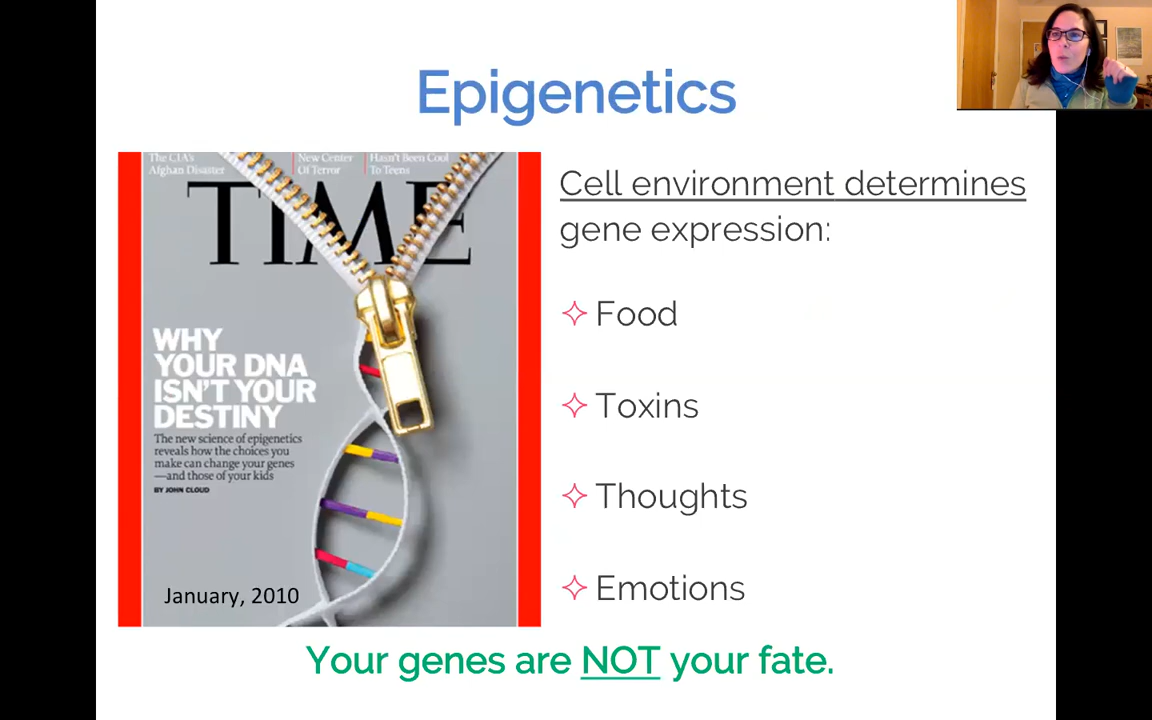 Epigenetics
The CIA's
Afghan Disaster
New Center
Of Terror
Hasn't Been Cool
To Teens
TIME
WHY
YOUR DNA
ISN'T YOUR
DESTINY
The new science of epigenetics
reveals how the choices you
make can change your genes
—and those of your kids
BY JOHN CLOUD
January, 2010
Cell environment determines
gene expression:
Food
Toxins
Thoughts
Emotions
Your genes are NOT your fate.